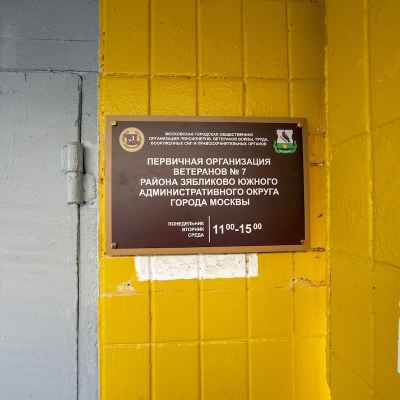 МОСКОВСКАЯ ГОРОДСКАЯ ОБЩЕСТВЕННАЯ
ОРГАНИЗАЦИЯ ПЕНСИОНЕРОВ, ВЕТЕРАНОВ ВОЙНЫ, ТРУДА,
ВООРУЖЕННЫХ СИЛ И ПРАВООХРАНИТЕЛЬНЫХ ОРГАНОВ
ПЕРВИЧНАЯ ОРГАНИЗАЦИЯ
ВЕТЕРАНОВ № 7
РАЙОНА ЗЯБЛИКОВО ЮЖНОГО
АДМИНИСТРАТИВНОГО ОКРУГА
ГОРОДА МОСКВЫ
ПОНЕДЕЛЬНИК
ВТОРНИК
СРЕДА
11⁰⁰-15⁰⁰